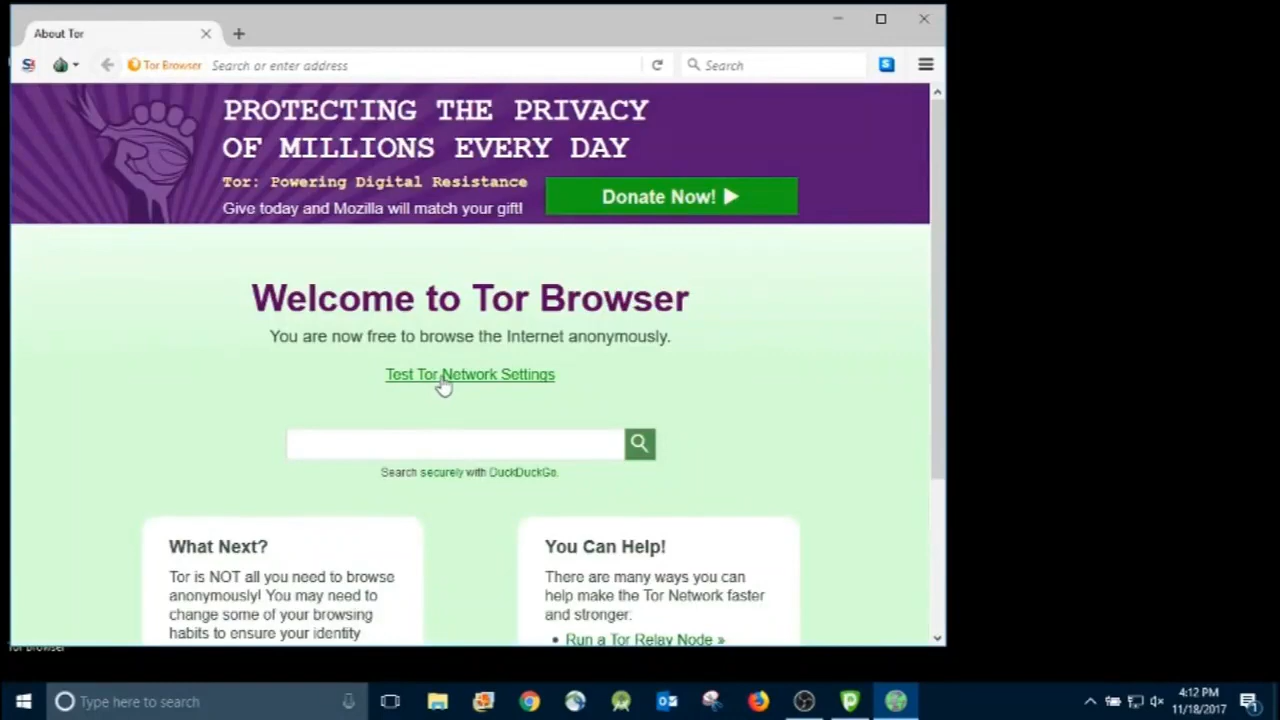 About Tor
Tor Browser
Search or enter address
Search
PROTECTING THE PRIVACY
OF MILLIONS EVERY DAY
Tor: Powering Digital Resistance
Give today and Mozilla will match your gift!
Donate Now!
Welcome to Tor Browser
You are now free to browse the Internet anonymously.
Test Tor Network Settings
Search securely with DuckDuckGo.
What Next?
Tor is NOT all you need to browse
anonymously! You may need to
change some of your browsing
habits to ensure your identity
You Can Help!
There are many ways you can
help make the Tor Network faster
and stronger.
• Run a Tor Relay Node »
Tor Browser
Type here to search
4:12 PM
11/18/2017
1